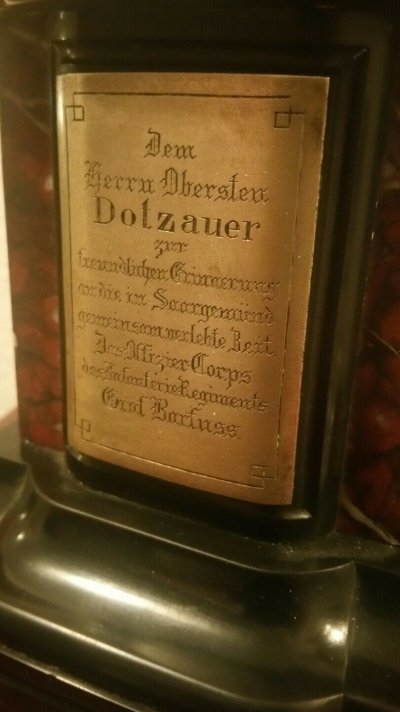 Dem
Herrn Obersten
Dotzauer
zur
freundlichen Erinnerung
an die in Saargemünd
gemeinsam verlebte Zeit.
Das Offizier-Corps
des Infanterie Regiments
Graf Barfuss.